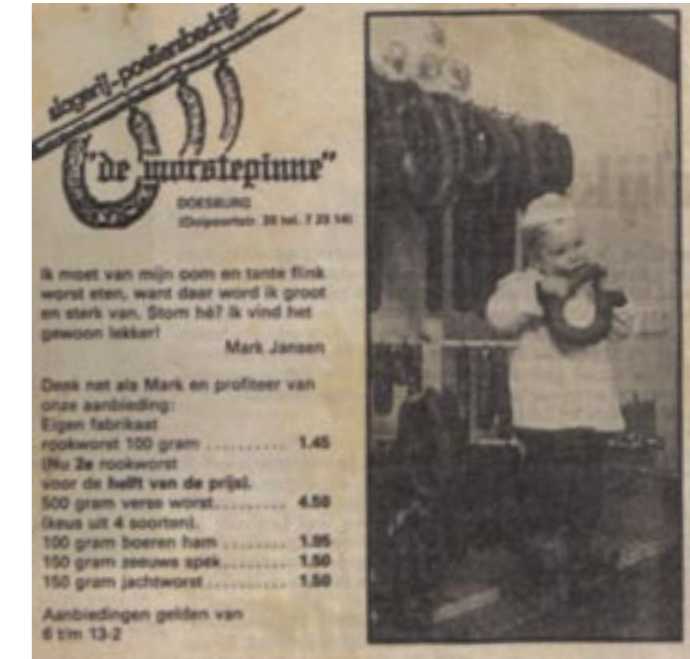 slagerij-poeliersbedrijf
"de worstepinne"
DOESBURG
(Ooipoortstr. 39 tel. 7 23 14)
Ik moet van mijn oom en tante flink
worst eten, want daar word ik groot
en sterk van. Stom hè? Ik vind het
gewoon lekker!
Mark Jansen
Denk net als Mark en profiteer van
onze aanbieding:
Eigen fabrikaat
rookworst 100 gram .......... 1.45
(Nu 2e rookworst
voor de helft van de prijs).
500 gram verse worst........ 4.50
(keus uit 4 soorten).
100 gram boeren ham ........ 1.95
150 gram zeeuws spek........ 1.50
150 gram jachtworst.......... 1.50
Aanbiedingen gelden van
6 t/m 13-2